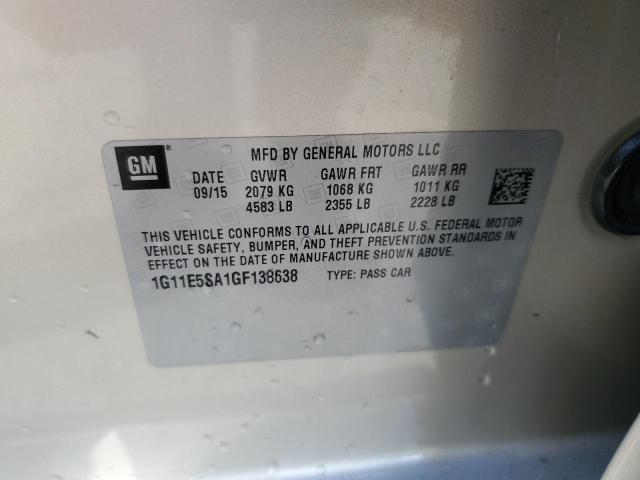 GM
MFD BY GENERAL MOTORS LLC
DATE GVWR GAWR FRT GAWR RR
09/15 2079 KG 1068 KG 1011 KG
4583 LB 2355 LB 2228 LB
THIS VEHICLE CONFORMS TO ALL APPLICABLE U.S. FEDERAL MOTOR
VEHICLE SAFETY, BUMPER, AND THEFT PREVENTION STANDARDS IN
EFFECT ON THE DATE OF MANUFACTURE SHOWN ABOVE.
1G11E5SA1GF138638 TYPE: PASS CAR